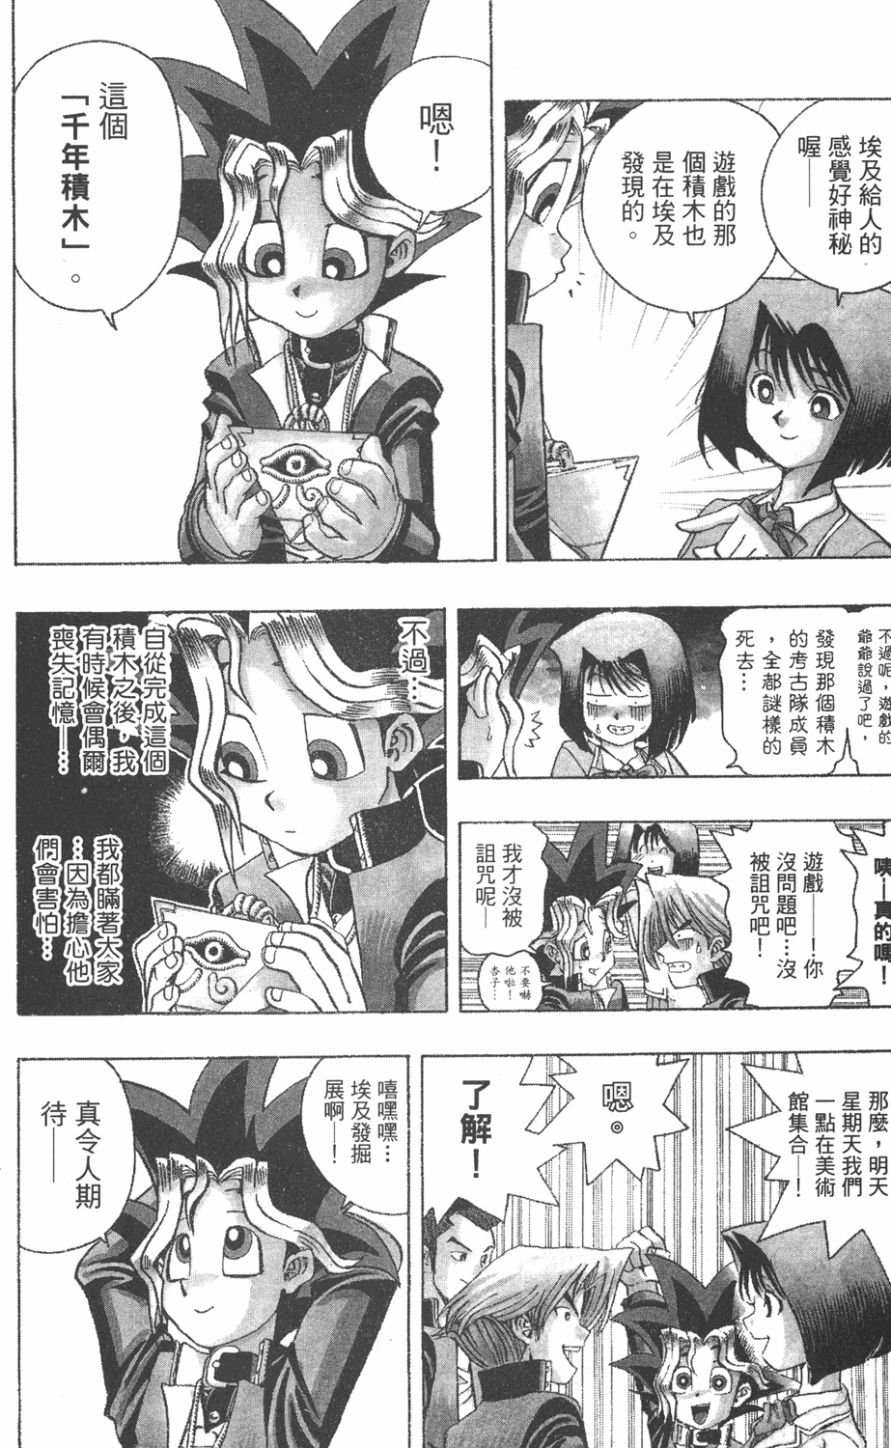 埃及給人的
感覺好神秘
喔——
遊戲的那
個積木也
是在埃及
發現的。
嗯！
這個
「千年積木」。
不過呢，遊戲的
爺爺說過了吧，
發現那個積木
的考古隊成員
，全都謎樣的
死去…
不過…
自從完成這個
積木之後，我
有時候會偶爾
喪失記憶——…
我都瞞著大家
…因為擔心他
們會害怕…
咦—真的嗎！
遊戲——！你
沒問題吧…沒
被詛咒吧！
我才沒被
詛咒呢—
不要嚇
他啦！
杏子…
那麼，明天
星期天我們
一點在美術
館集合—！
嗯。
了解！
嘻嘿嘿…
埃及發掘
展啊—！
真令人期
待——